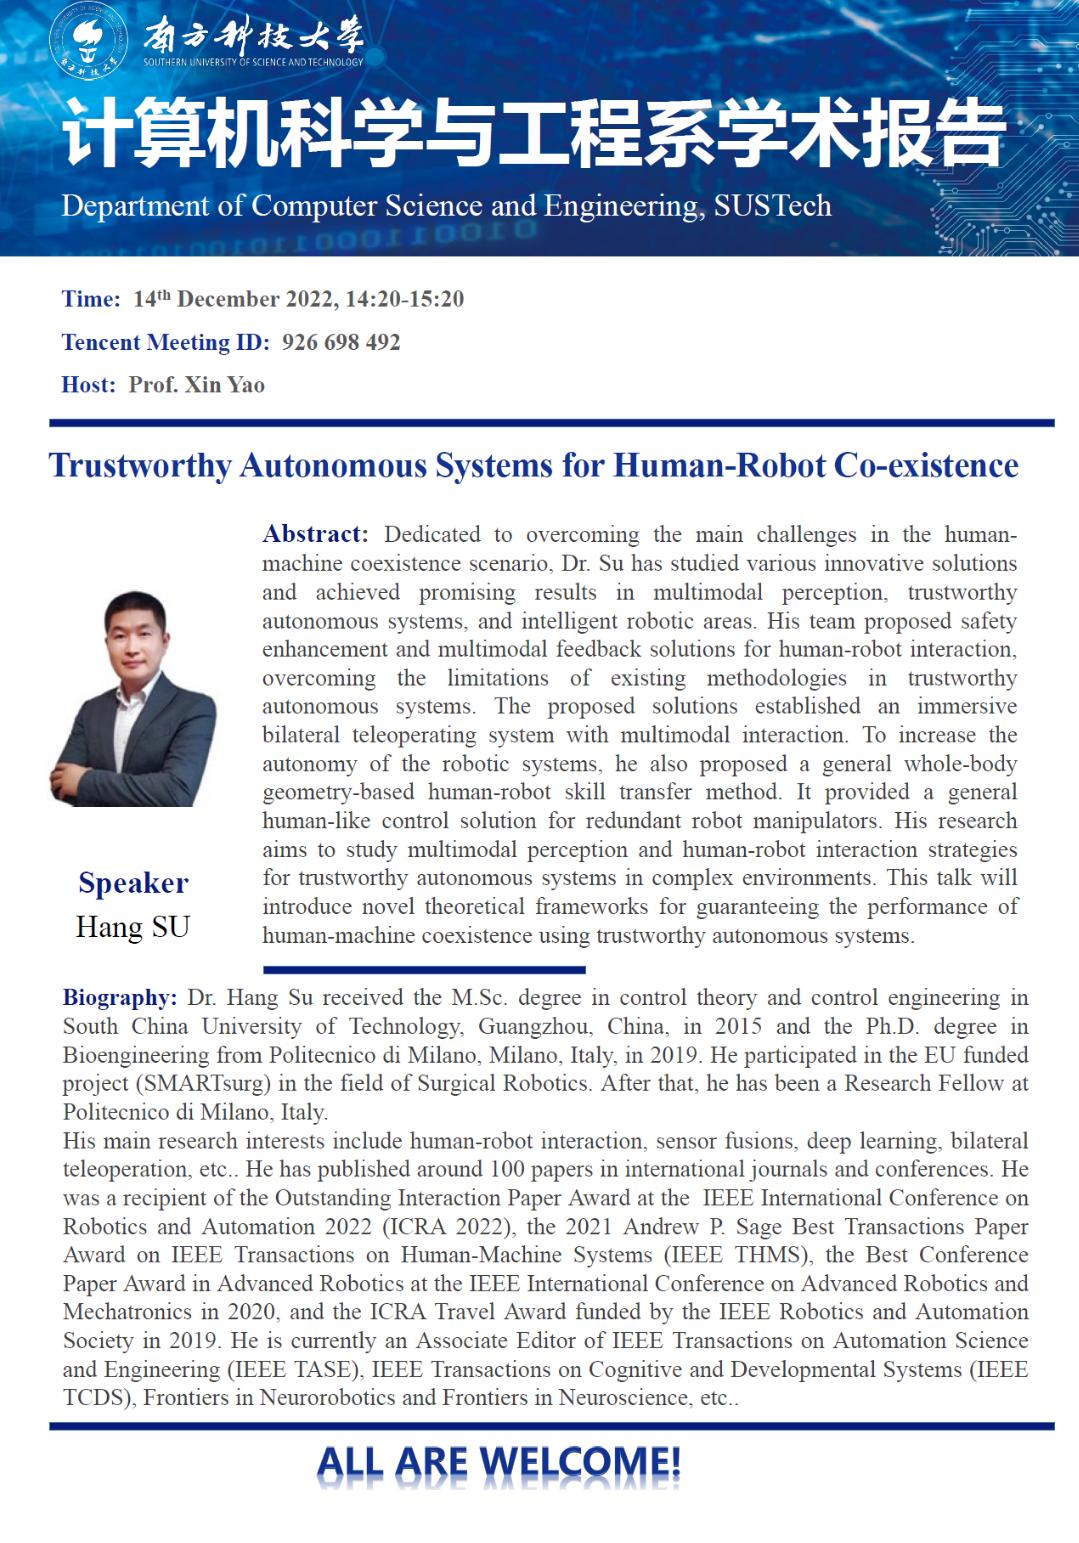 南方科技大学
SOUTHERN UNIVERSITY OF SCIENCE AND TECHNOLOGY
计算机科学与工程系学术报告
Department of Computer Science and Engineering, SUSTech
Time: 14th December 2022, 14:20-15:20
Tencent Meeting ID: 926 698 492
Host: Prof. Xin Yao
Trustworthy Autonomous Systems for Human-Robot Co-existence
Abstract: Dedicated to overcoming the main challenges in the human-
machine coexistence scenario, Dr. Su has studied various innovative solutions
and achieved promising results in multimodal perception, trustworthy
autonomous systems, and intelligent robotic areas. His team proposed safety
enhancement and multimodal feedback solutions for human-robot interaction,
overcoming the limitations of existing methodologies in trustworthy
autonomous systems. The proposed solutions established an immersive
bilateral teleoperating system with multimodal interaction. To increase the
autonomy of the robotic systems, he also proposed a general whole-body
geometry-based human-robot skill transfer method. It provided a general
human-like control solution for redundant robot manipulators. His research
aims to study multimodal perception and human-robot interaction strategies
for trustworthy autonomous systems in complex environments. This talk will
introduce novel theoretical frameworks for guaranteeing the performance of
human-machine coexistence using trustworthy autonomous systems.
Speaker
Hang SU
Biography: Dr. Hang Su received the M.Sc. degree in control theory and control engineering in
South China University of Technology, Guangzhou, China, in 2015 and the Ph.D. degree in
Bioengineering from Politecnico di Milano, Milano, Italy, in 2019. He participated in the EU funded
project (SMARTsurg) in the field of Surgical Robotics. After that, he has been a Research Fellow at
Politecnico di Milano, Italy.
His main research interests include human-robot interaction, sensor fusions, deep learning, bilateral
teleoperation, etc.. He has published around 100 papers in international journals and conferences. He
was a recipient of the Outstanding Interaction Paper Award at the IEEE International Conference on
Robotics and Automation 2022 (ICRA 2022), the 2021 Andrew P. Sage Best Transactions Paper
Award on IEEE Transactions on Human-Machine Systems (IEEE THMS), the Best Conference
Paper Award in Advanced Robotics at the IEEE International Conference on Advanced Robotics and
Mechatronics in 2020, and the ICRA Travel Award funded by the IEEE Robotics and Automation
Society in 2019. He is currently an Associate Editor of IEEE Transactions on Automation Science
and Engineering (IEEE TASE), IEEE Transactions on Cognitive and Developmental Systems (IEEE
TCDS), Frontiers in Neurorobotics and Frontiers in Neuroscience, etc..
ALL ARE WELCOME!